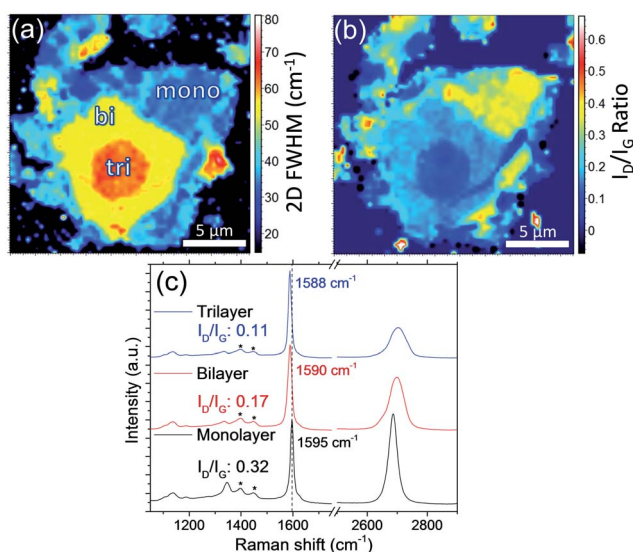 (a)
mono
bi
tri
5 µm
80
70
60
50
40
30
20
2D FWHM (cm⁻¹)
(b)
5 µm
0.6
0.5
0.4
0.3
0.2
0.1
0
I_D/I_G Ratio
(c)
1588 cm⁻¹
Trilayer
I_D/I_G: 0.11
* *
1590 cm⁻¹
Bilayer
I_D/I_G: 0.17
* *
1595 cm⁻¹
Monolayer
I_D/I_G: 0.32
* *
Intensity (a.u.)
1200 1400 1600 2600 2800
Raman shift (cm⁻¹)